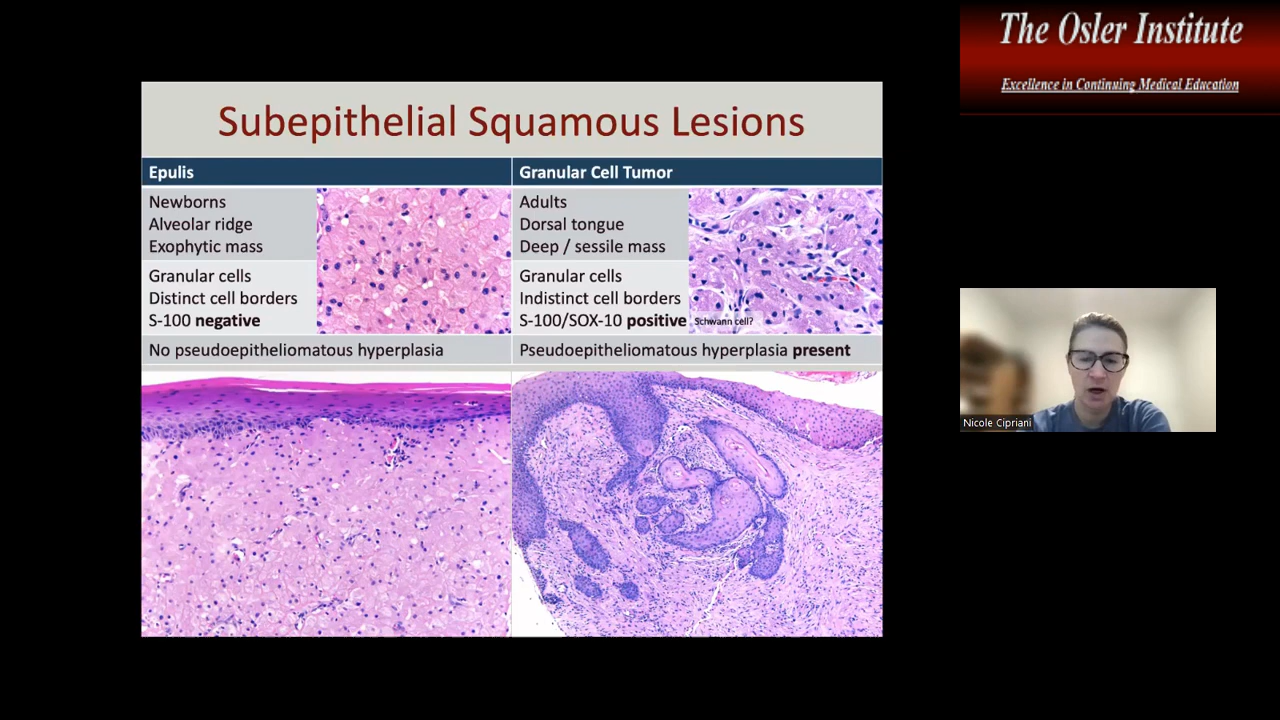 The Osler Institute
Excellence in Continuing Medical Education
Subepithelial Squamous Lesions
Epulis
Newborns
Alveolar ridge
Exophytic mass
Granular cells
Distinct cell borders
S-100 negative
No pseudoepitheliomatous hyperplasia
Granular Cell Tumor
Adults
Dorsal tongue
Deep / sessile mass
Granular cells
Indistinct cell borders
S-100/SOX-10 positive
Schwann cell?
Pseudoepitheliomatous hyperplasia present
Nicole Cipriani